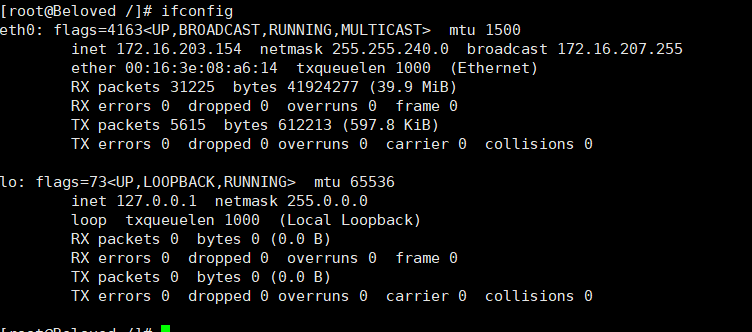 [root@Beloved /]# ifconfig
eth0: flags=4163<UP,BROADCAST,RUNNING,MULTICAST>  mtu 1500
        inet 172.16.203.154  netmask 255.255.240.0  broadcast 172.16.207.255
        ether 00:16:3e:08:a6:14  txqueuelen 1000  (Ethernet)
        RX packets 31225  bytes 41924277 (39.9 MiB)
        RX errors 0  dropped 0  overruns 0  frame 0
        TX packets 5615  bytes 612213 (597.8 KiB)
        TX errors 0  dropped 0 overruns 0  carrier 0  collisions 0

lo: flags=73<UP,LOOPBACK,RUNNING>  mtu 65536
        inet 127.0.0.1  netmask 255.0.0.0
        loop  txqueuelen 1000  (Local Loopback)
        RX packets 0  bytes 0 (0.0 B)
        RX errors 0  dropped 0  overruns 0  frame 0
        TX packets 0  bytes 0 (0.0 B)
        TX errors 0  dropped 0 overruns 0  carrier 0  collisions 0

[root@Beloved /]#